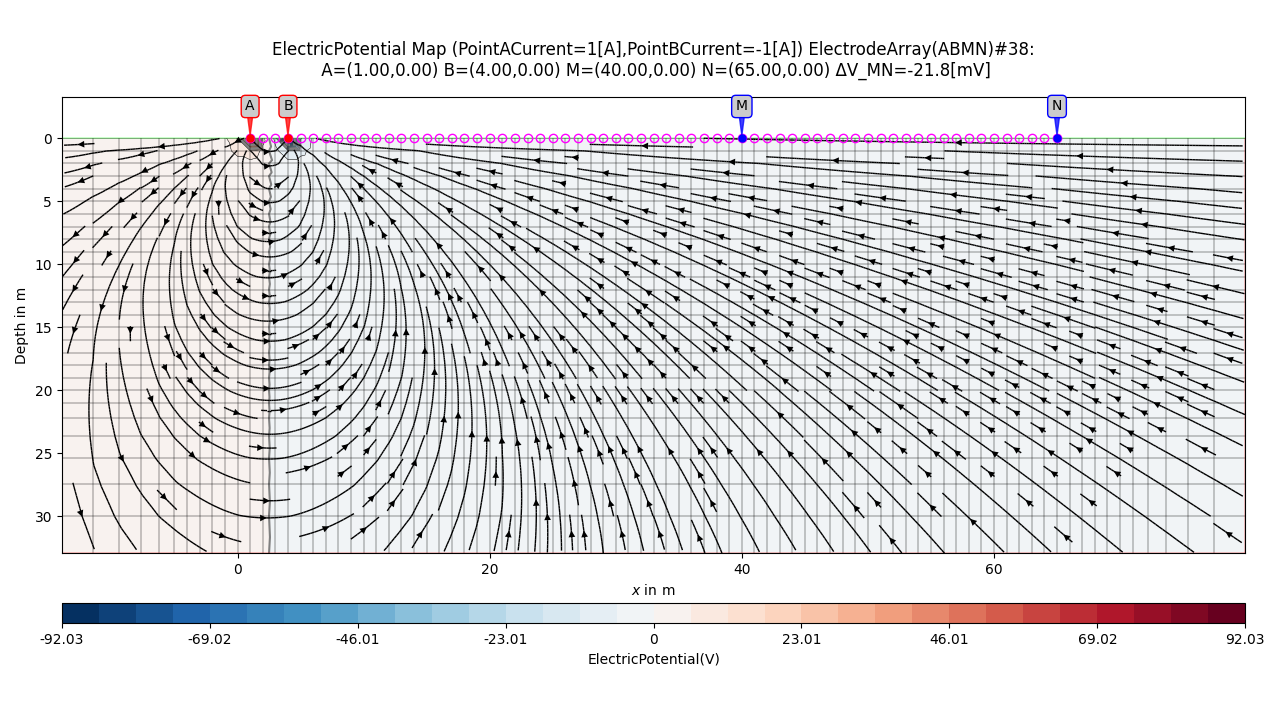 ElectricPotential Map (PointACurrent=1[A],PointBCurrent=-1[A]) ElectrodeArray(ABMN)#38:
A=(1.00,0.00) B=(4.00,0.00) M=(40.00,0.00) N=(65.00,0.00) ΔV_MN=-21.8[mV]
A B M N
0
5
10
15
20
25
30
Depth in m
0 20 40 60
x in m
-92.03 -69.02 -46.01 -23.01 0 23.01 46.01 69.02 92.03
ElectricPotential(V)